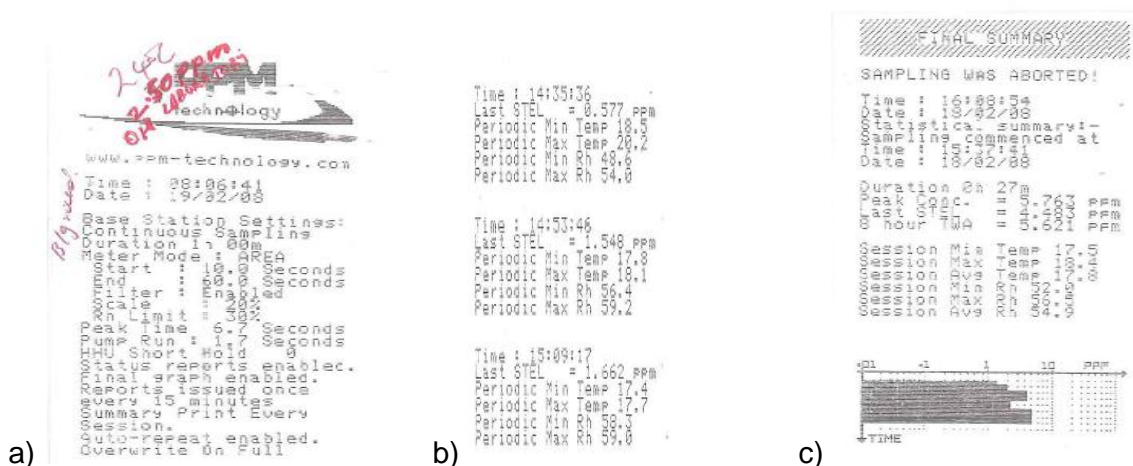 2.50 PPM
PPM
Technology
www.ppm-technology.com
Time : 08:06:41
Date : 19/02/08
Base Station Settings:
Continuous Sampling
Duration 1h 00m
Meter Mode : AREA
Start : 10.0 Seconds
End : 60.0 Seconds
Filter : Enabled
Scale = 20%
Rh Limit = 30%
Peak Time 6.7 Seconds
Pump Run : 1.7 Seconds
HHU Short Hold 0
Status reports enabled.
Final graph enabled.
Reports issued once
every 15 minutes
Summary Print Every
Session.
Auto-repeat enabled.
Overwrite On Full
a)
Time : 14:35:36
Last STEL = 0.577 ppm
Periodic Min Temp 18.5
Periodic Max Temp 20.2
Periodic Min Rh 48.6
Periodic Max Rh 54.0
Time : 14:53:46
Last STEL = 1.548 ppm
Periodic Min Temp 17.8
Periodic Max Temp 18.1
Periodic Min Rh 56.4
Periodic Max Rh 59.2
Time : 15:09:17
Last STEL = 1.662 ppm
Periodic Min Temp 17.4
Periodic Max Temp 17.7
Periodic Min Rh 58.3
Periodic Max Rh 59.0
b)
FINAL SUMMARY
SAMPLING WAS ABORTED!
Time : 16:08:54
Date : 18/02/08
Statistical summary:-
Sampling commenced at
Time : 15:37:41
Date : 18/02/08
Duration 0h 27m
Peak Conc. = 5.763 ppm
Last STEL = 4.483 ppm
8 hour TWA = 5.621 ppm
Session Min Temp 17.5
Session Max Temp 18.4
Session Avg Temp 17.8
Session Min Rh 52.0
Session Max Rh 56.5
Session Avg Rh 54.9
.01 .1 1 10 PPM
TIME
c)